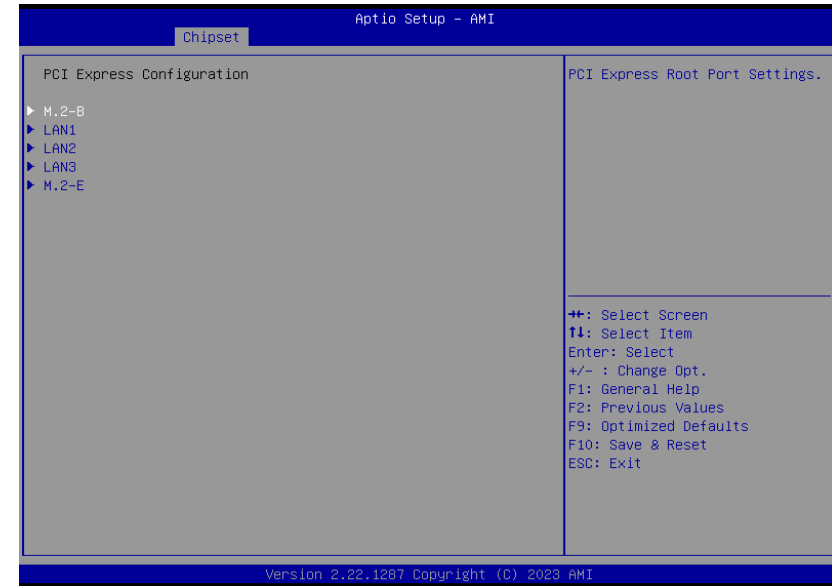 Aptio Setup – AMI
Chipset
PCI Express Configuration
PCI Express Root Port Settings.
▶ M.2-B
▶ LAN1
▶ LAN2
▶ LAN3
▶ M.2-E
→←: Select Screen
↑↓: Select Item
Enter: Select
+/- : Change Opt.
F1: General Help
F2: Previous Values
F9: Optimized Defaults
F10: Save & Reset
ESC: Exit
Version 2.22.1287 Copyright (C) 2023 AMI